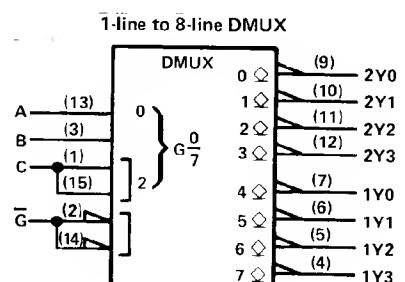 1-line to 8-line DMUX
DMUX
0 (9) 2Y0
1 (10) 2Y1
A (13) 0
2 (11) 2Y2
B (3) G 0/7
3 (12) 2Y3
C (1)
(15) 2
4 (7) 1Y0
G̅ (2)
5 (6) 1Y1
(14)
6 (5) 1Y2
7 (4) 1Y3